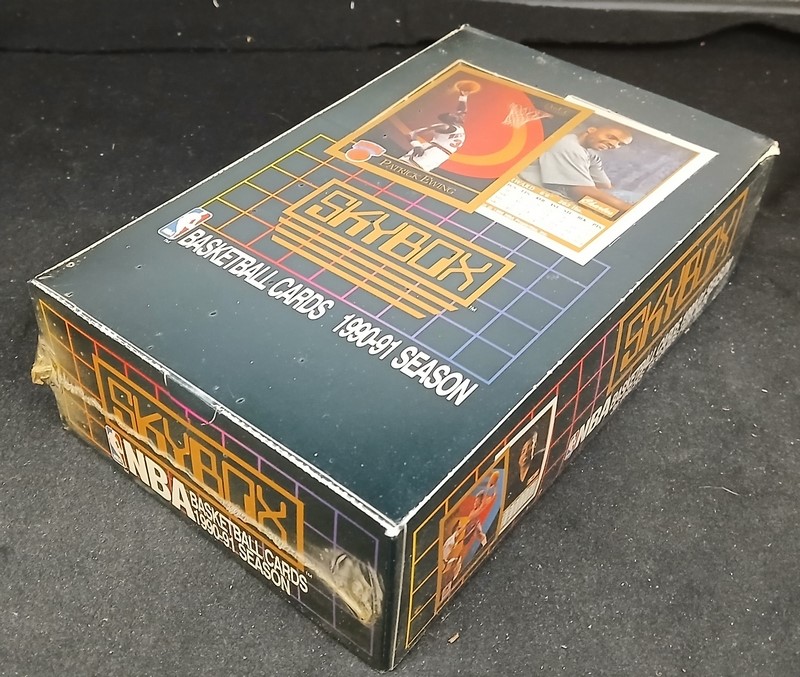 PATRICK EWING
SKYBOX
BASKETBALL CARDS 1990-91 SEASON
SKYBOX
NBA BASKETBALL CARDS
1990-91 SEASON
SKYBOX
NBA BASKETBALL CARDS